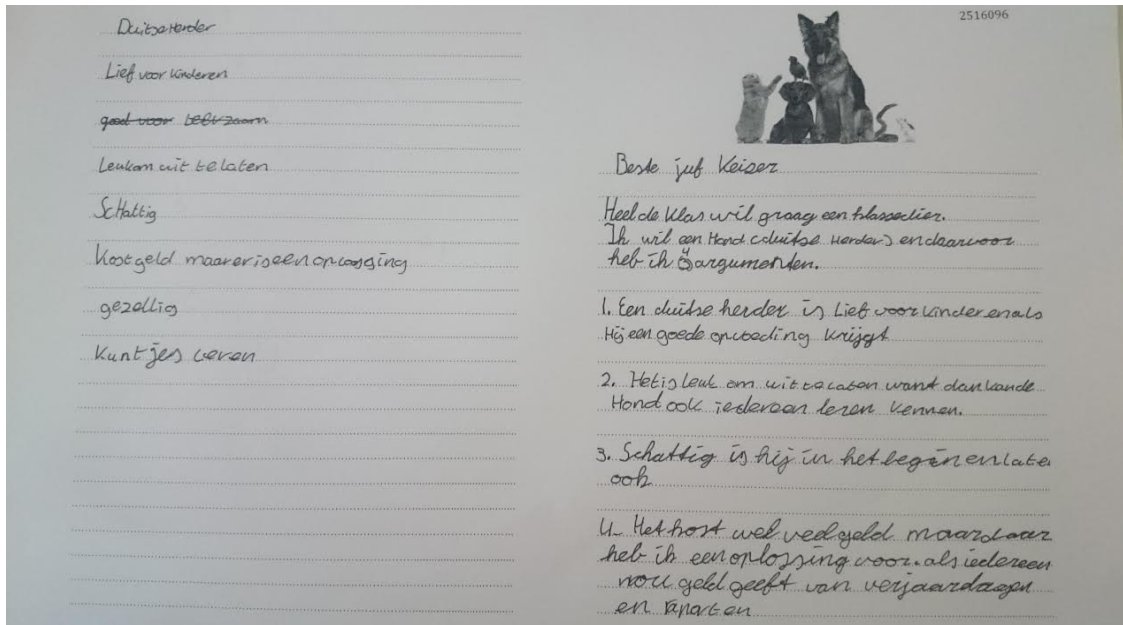 Duitse Herder
Lief voor Kinderen
goed voor leerzaam
Leuk om uit te laten
Schattig
Kost geld maar er is een oplossing
gezellig
Kuntjes leren
2516096
Beste juf Keizer
Heel de klas wil graag een klassedier.
Ik wil een Hond (duitse Herder) en daarvoor
heb ik argumenten.
1. Een duitse herder is Lief voor kinderen als
Hij een goede opvoeding krijgt
2. Het is leuk om uit te laten want dan kan de
Hond ook iedereen leren kennen.
3. Schattig is hij in het begin en late
ook
4. Het kost wel veel geld maar daar
heb ik een oplossing voor. als iedereen
nou geld geeft van verjaardagen
en